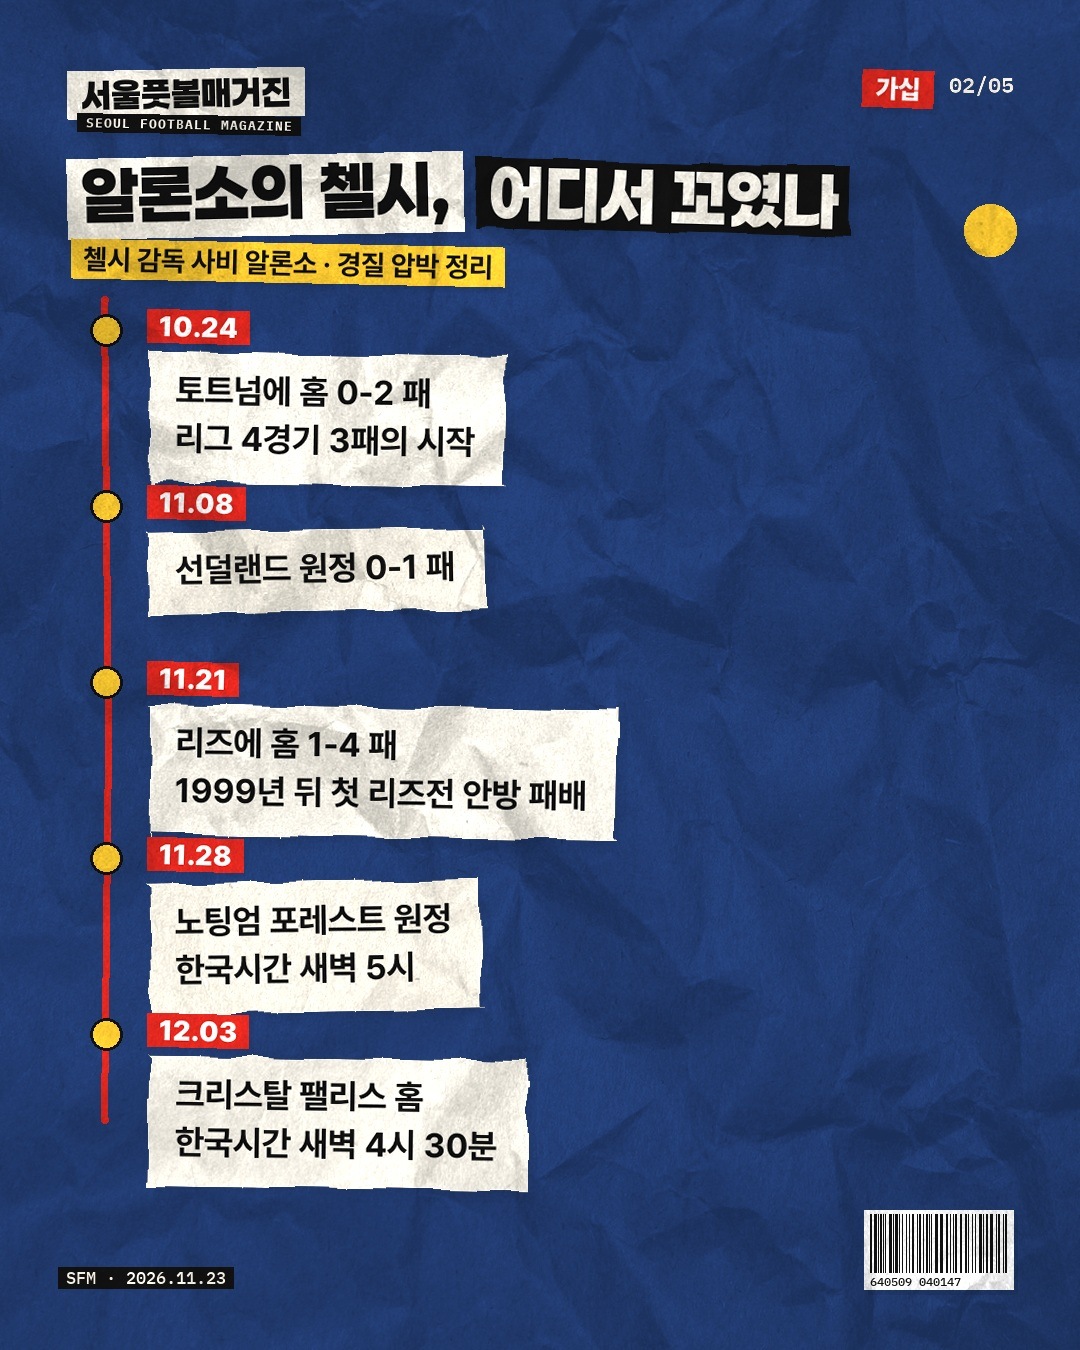 서울풋볼매거진
SEOUL FOOTBALL MAGAZINE
가십
02/05
알론소의 첼시, 어디서 꼬였나
첼시 감독 사비 알론소 · 경질 압박 정리
10.24
토트넘에 홈 0-2 패
리그 4경기 3패의 시작
11.08
선덜랜드 원정 0-1 패
11.21
리즈에 홈 1-4 패
1999년 뒤 첫 리즈전 안방 패배
11.28
노팅엄 포레스트 원정
한국시간 새벽 5시
12.03
크리스탈 팰리스 홈
한국시간 새벽 4시 30분
SFM · 2026.11.23
640509 040147